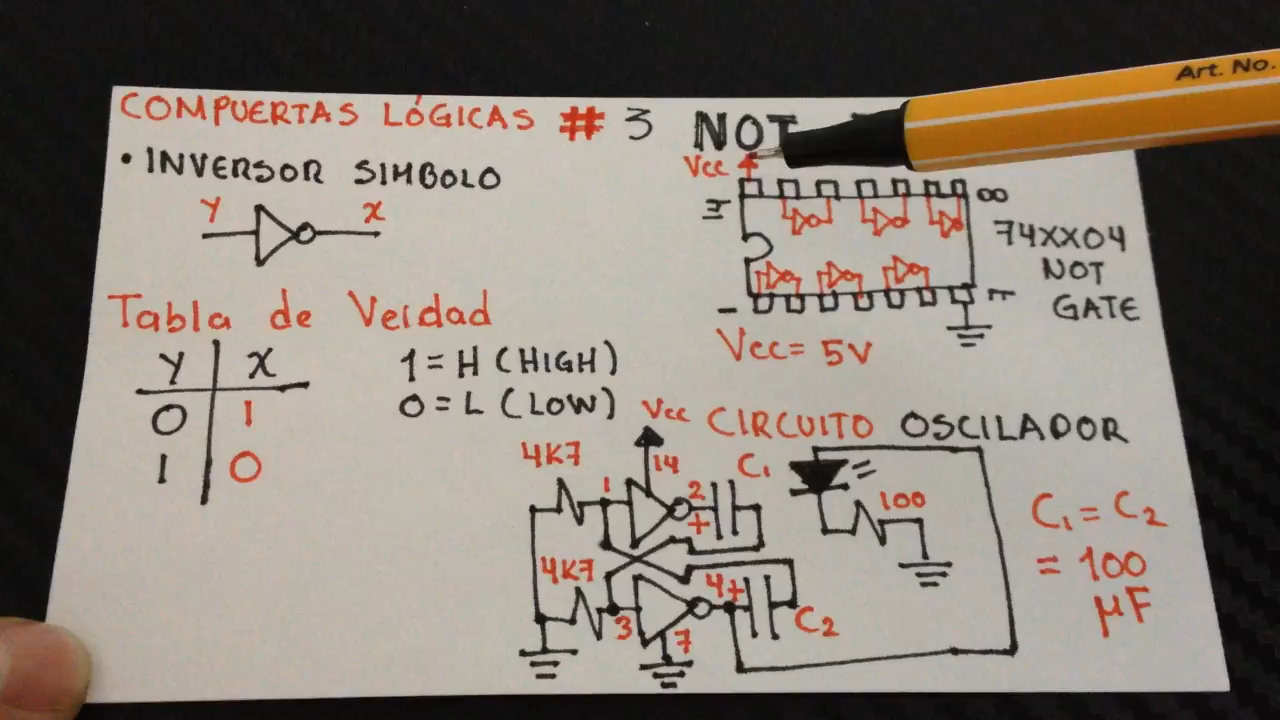 COMPUERTAS LÓGICAS # 3
NOT
Art. No.
• INVERSOR SIMBOLO
Y X
Vcc
14 8
74XX04
NOT
GATE
1 7
Vcc = 5V
Tabla de Verdad
Y X
0 1
1 0
1 = H (HIGH)
0 = L (LOW)
CIRCUITO OSCILADOR
Vcc
4K7
14
C1
1
2
+
100
4K7
4+
3
7
C2
C1 = C2
= 100
µF